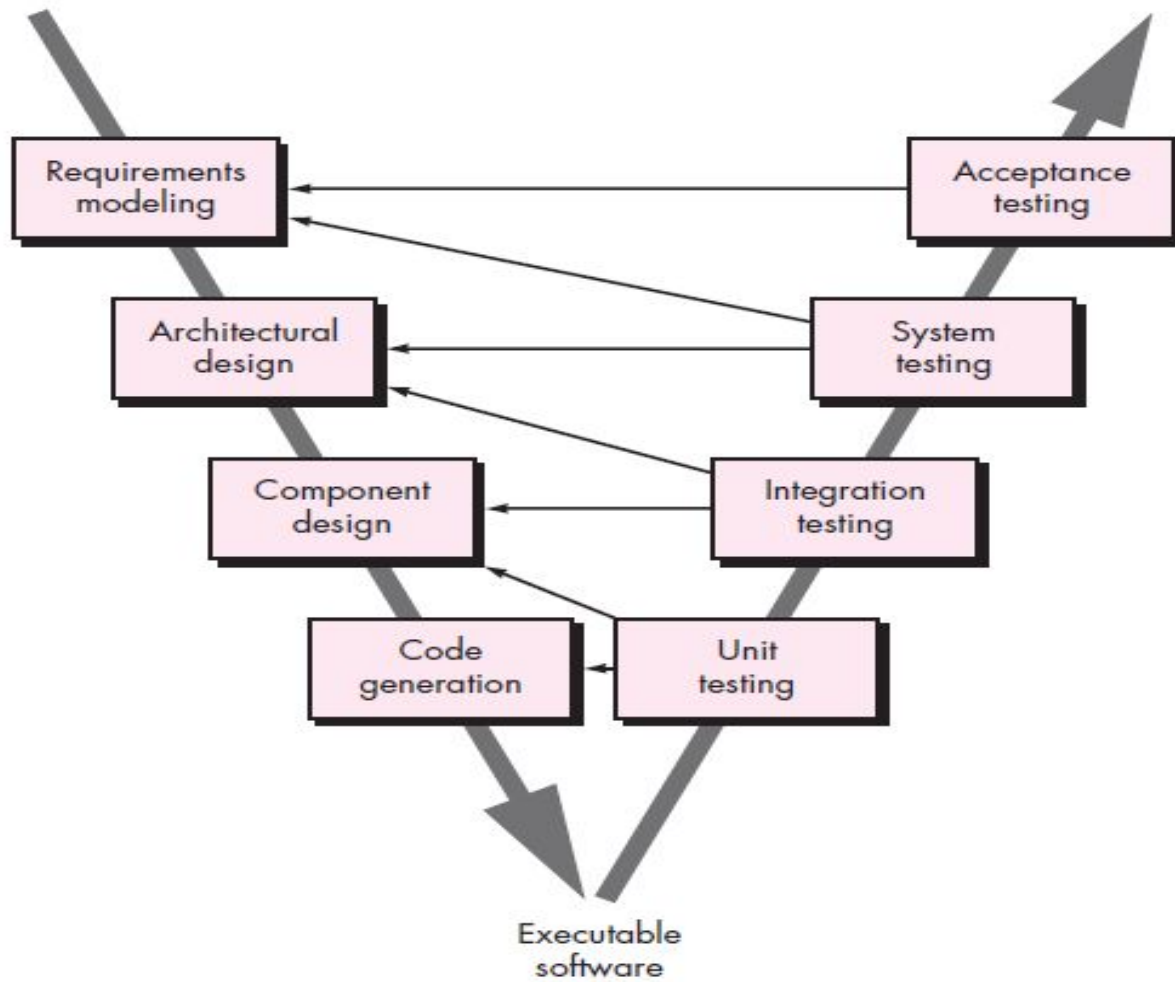 Requirements
modeling
Acceptance
testing
Architectural
design
System
testing
Component
design
Integration
testing
Code
generation
Unit
testing
Executable
software